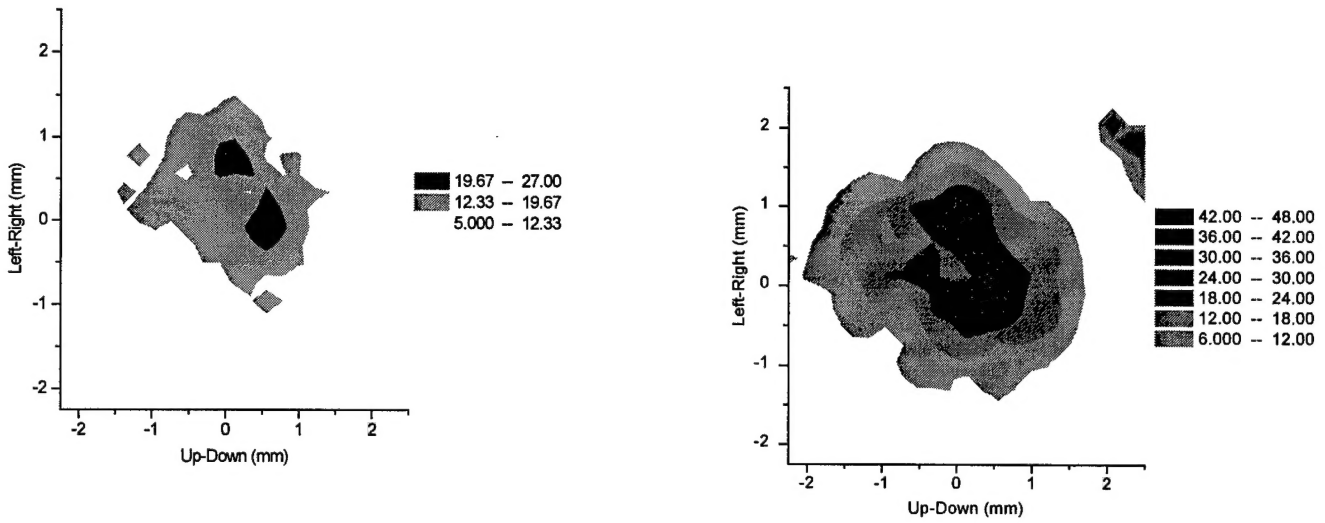 2
1
0
-1
-2
Left-Right (mm)
-2 -1 0 1 2
Up-Down (mm)
19.67 -- 27.00
12.33 -- 19.67
5.000 -- 12.33
2
1
0
-1
-2
Left-Right (mm)
-2 -1 0 1 2
Up-Down (mm)
42.00 -- 48.00
36.00 -- 42.00
30.00 -- 36.00
24.00 -- 30.00
18.00 -- 24.00
12.00 -- 18.00
6.000 -- 12.00